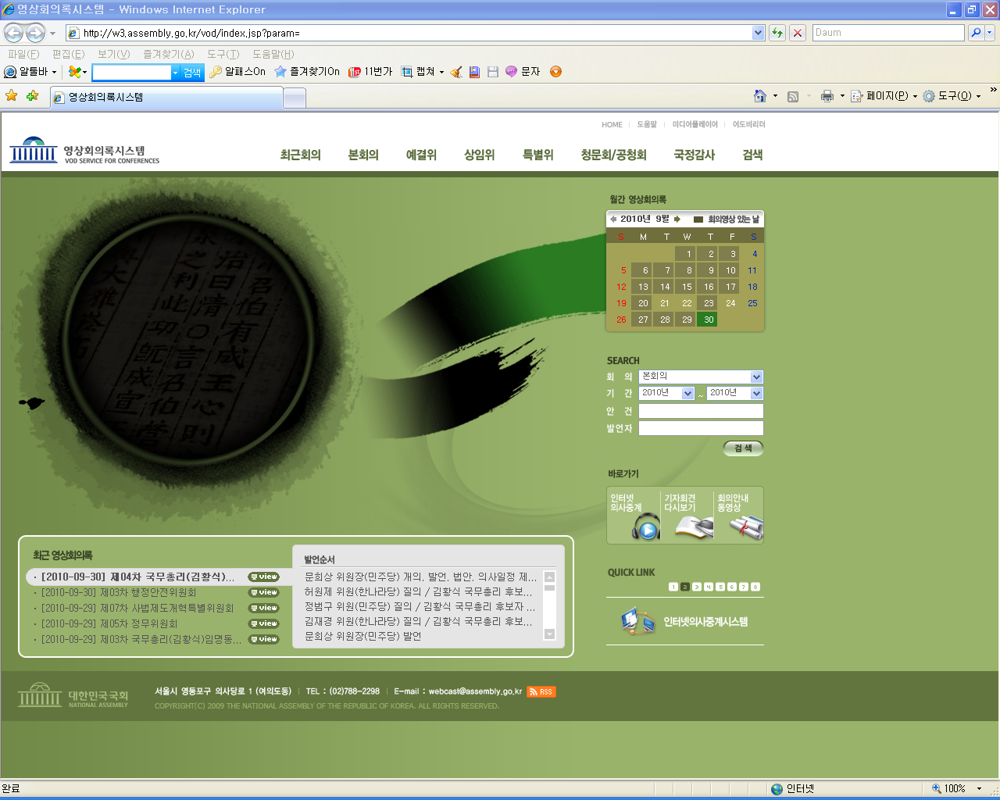 영상회의록시스템 - Windows Internet Explorer
http://w3.assembly.go.kr/vod/index.jsp?param=
Daum
파일(F) 편집(E) 보기(V) 즐겨찾기(A) 도구(T) 도움말(H)
알툴바 검색 알패스On 즐겨찾기On 11번가 캡쳐 문자
영상회의록시스템
페이지(P) 도구(O)
HOME 도움말 미디어플레이어 어도비리더
영상회의록시스템
VOD SERVICE FOR CONFERENCES
최근회의 본회의 예결위 상임위 특별위 청문회/공청회 국정감사 검색
월간 영상회의록
2010년 9월 회의영상 있는 날
S M T W T F S
1 2 3 4
5 6 7 8 9 10 11
12 13 14 15 16 17 18
19 20 21 22 23 24 25
26 27 28 29 30
SEARCH
회 의 본회의
기 간 2010년 ~ 2010년
안 건
발언자
검 색
바로가기
인터넷 의사중계
기자회견 다시보기
회의안내 동영상
QUICK LINK
1 2 3 4 5 6 7 8
인터넷의사중계시스템
최근 영상회의록
· [2010-09-30] 제04차 국무총리(김황식)... view
· [2010-09-30] 제03차 행정안전위원회 view
· [2010-09-29] 제07차 사법제도개혁특별위원회 view
· [2010-09-29] 제05차 정무위원회 view
· [2010-09-29] 제03차 국무총리(김황식)임명동... view
발언순서
문희상 위원장(민주당) 개의, 발언, 법안, 의사일정 제...
허원제 위원(한나라당) 질의 / 김황식 국무총리 후보...
정범구 위원(민주당) 질의 / 김황식 국무총리 후보자 ...
김재경 위원(한나라당) 질의 / 김황식 국무총리 후보...
문희상 위원장(민주당) 발언
대한민국국회
NATIONAL ASSEMBLY
서울시 영등포구 의사당로 1 (여의도동) TEL : (02)788-2298 E-mail : webcast@assembly.go.kr RSS
COPYRIGHT(C) 2009 THE NATIONAL ASSEMBLY OF THE REPUBLIC OF KOREA. ALL RIGHTS RESERVED.
완료 인터넷 100%